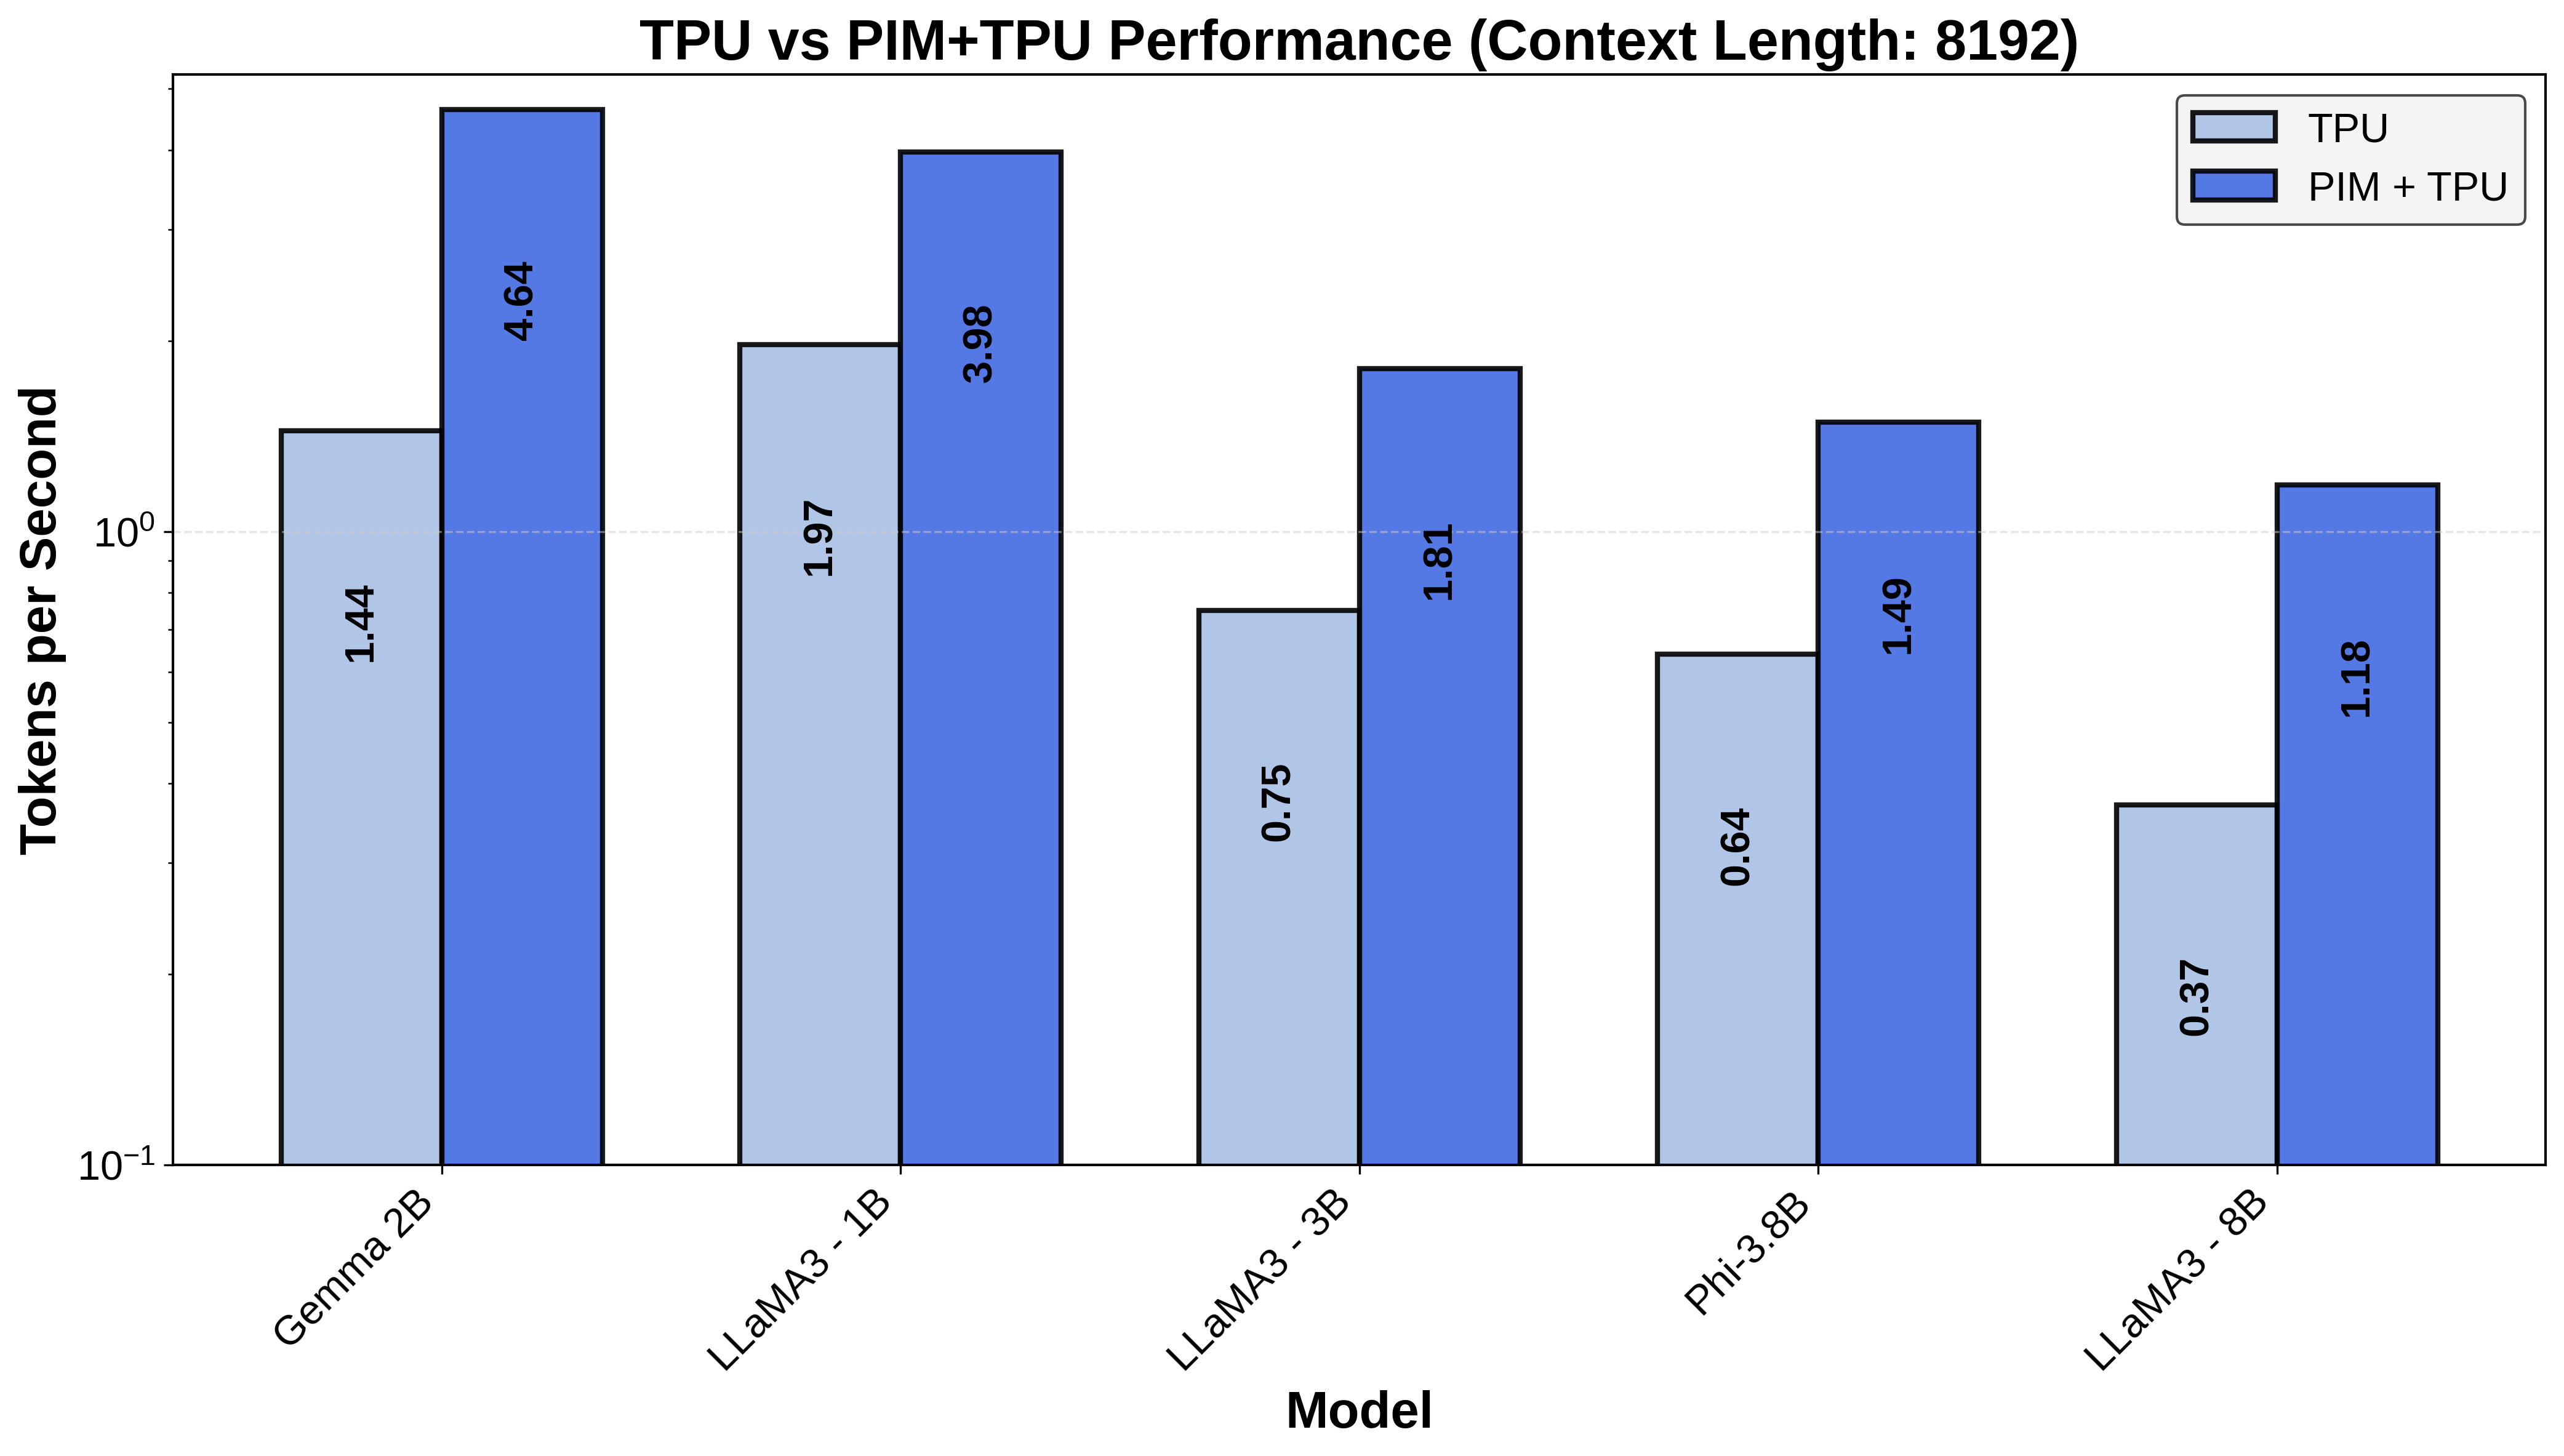 TPU vs PIM+TPU Performance (Context Length: 8192)
TPU
PIM + TPU
Tokens per Second
10⁰
10⁻¹
1.44
4.64
1.97
3.98
0.75
1.81
0.64
1.49
0.37
1.18
Gemma 2B
LLaMA3 - 1B
LLaMA3 - 3B
Phi-3.8B
LLaMA3 - 8B
Model